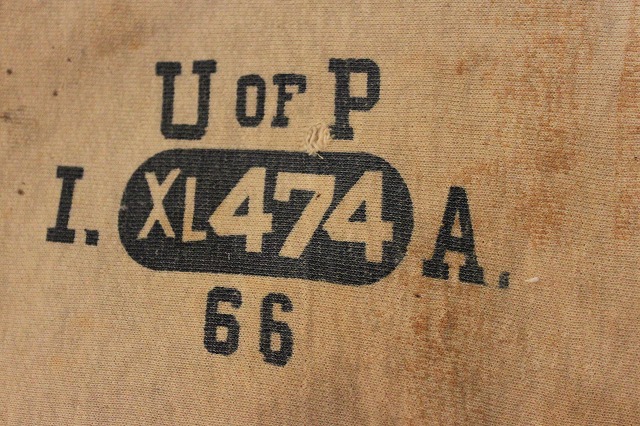 U OF P
I. XL474 A.
66